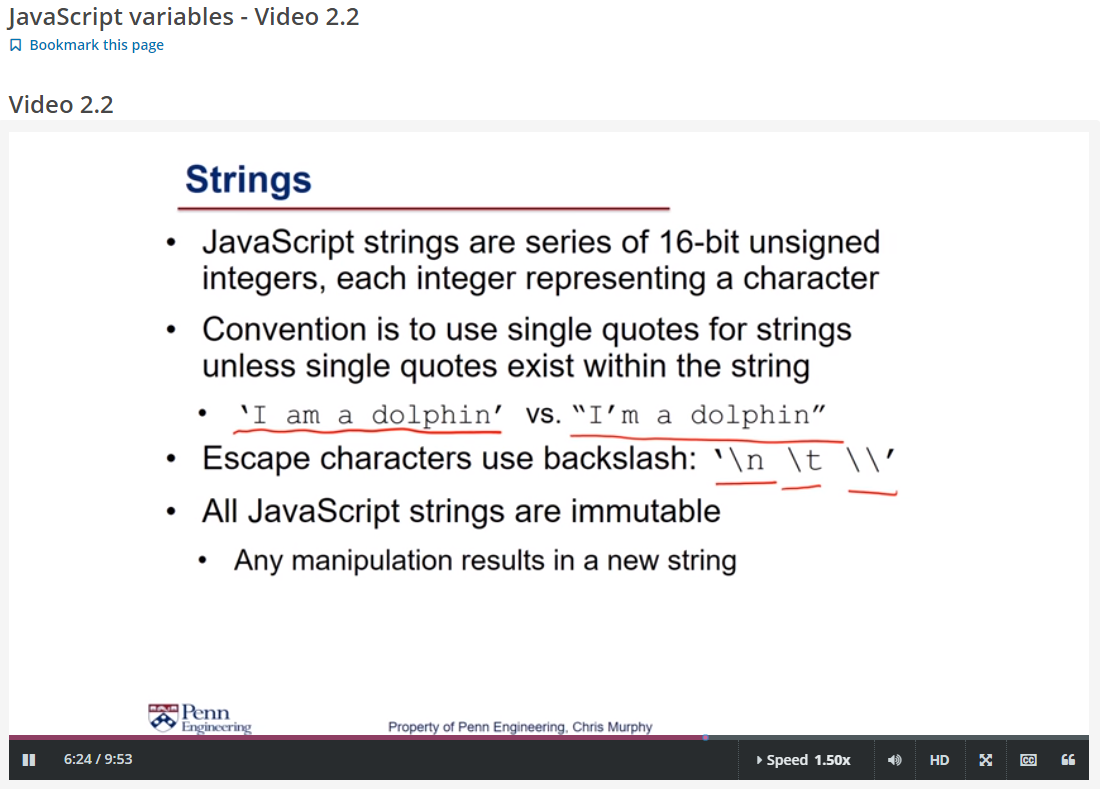 JavaScript variables - Video 2.2
Bookmark this page
Video 2.2
Strings
• JavaScript strings are series of 16-bit unsigned
integers, each integer representing a character
• Convention is to use single quotes for strings
unless single quotes exist within the string
• ‘I am a dolphin’ vs. “I’m a dolphin”
• Escape characters use backslash: ‘\n \t \\’
• All JavaScript strings are immutable
• Any manipulation results in a new string
Penn
Engineering
Property of Penn Engineering, Chris Murphy
6:24 / 9:53
Speed 1.50x
HD
CC